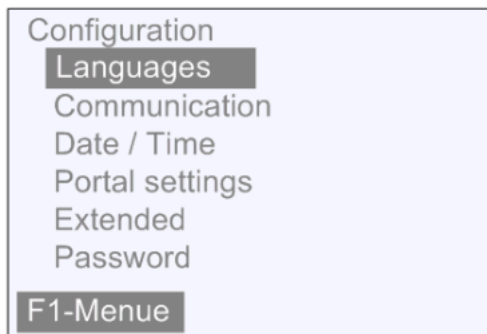 Configuration
Languages
Communication
Date / Time
Portal settings
Extended
Password
F1-Menue